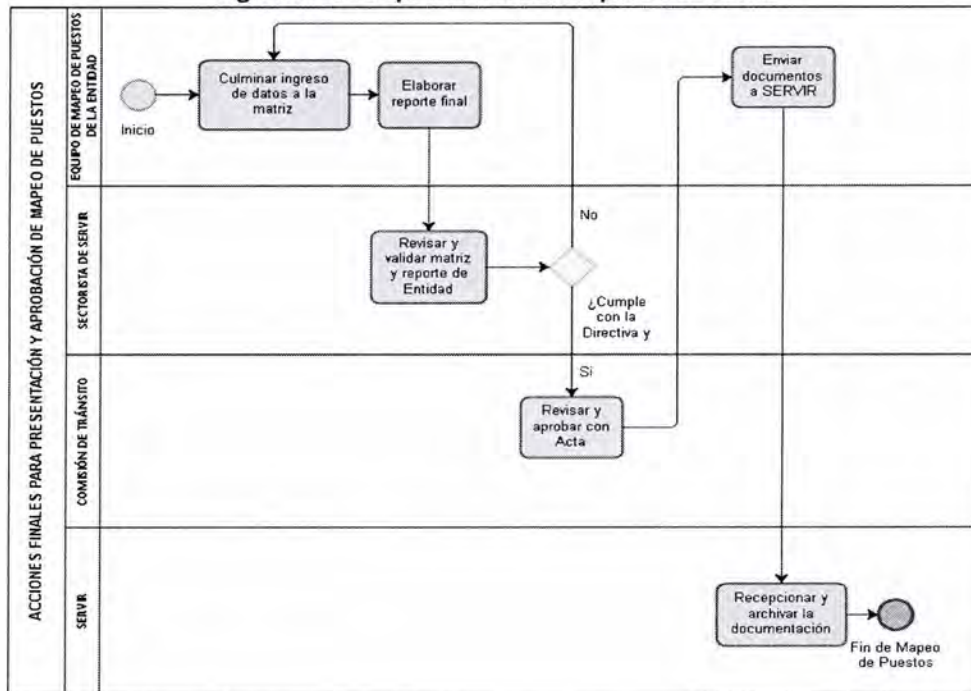 ACCIONES FINALES PARA PRESENTACIÓN Y APROBACIÓN DE MAPEO DE PUESTOS
EQUIPO DE MAPEO DE PUESTOS
DE LA ENTIDAD
Inicio
Culminar ingreso
de datos a la
matriz
Elaborar
reporte final
Enviar
documentos
a SERVIR
SECTORISTA DE SERVIR
Revisar y
validar matriz
y reporte de
Entidad
No
¿Cumple
con la
Directiva y
Sí
COMISIÓN DE TRÁNSITO
Revisar y
aprobar con
Acta
SERVIR
Recepcionar y
archivar la
documentación
Fin de Mapeo
de Puestos